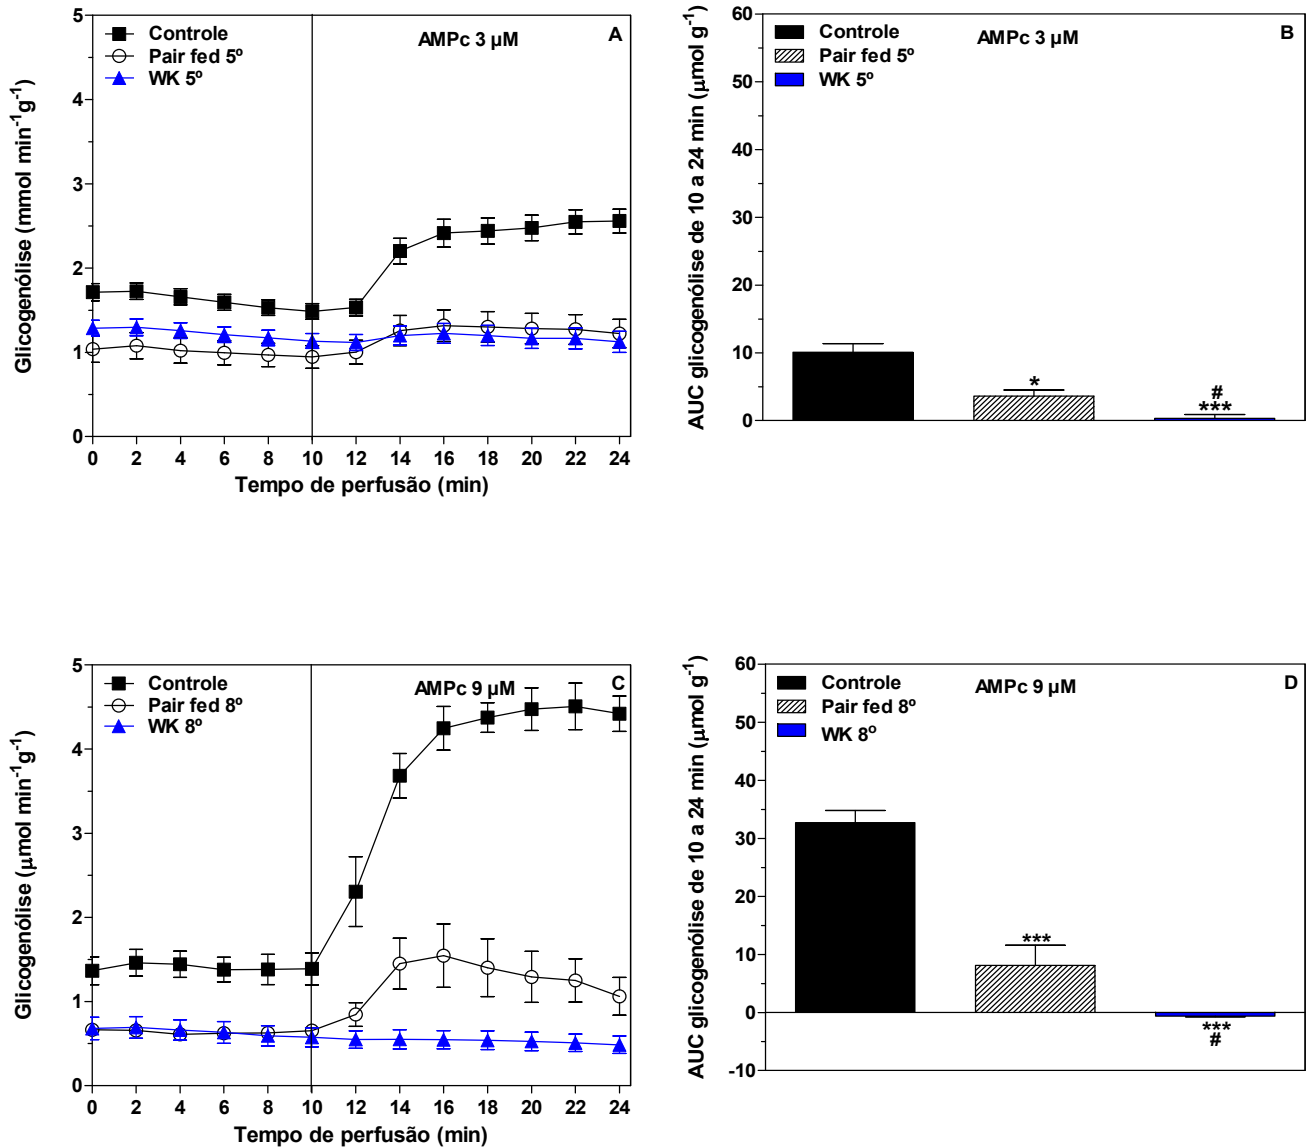 A
AMPc 3 µM
Controle
Pair fed 5º
WK 5º
Glicogenólise (mmol min⁻¹g⁻¹)
5
4
3
2
1
0
0 2 4 6 8 10 12 14 16 18 20 22 24
Tempo de perfusão (min)
B
AMPc 3 µM
Controle
Pair fed 5º
WK 5º
AUC glicogenólise de 10 a 24 min (µmol g⁻¹)
60
50
40
30
20
10
0
*
#
***
C
AMPc 9 µM
Controle
Pair fed 8º
WK 8º
Glicogenólise (µmol min⁻¹g⁻¹)
5
4
3
2
1
0
0 2 4 6 8 10 12 14 16 18 20 22 24
Tempo de perfusão (min)
D
AMPc 9 µM
Controle
Pair fed 8º
WK 8º
AUC glicogenólise de 10 a 24 min (µmol g⁻¹)
60
50
40
30
20
10
0
-10
***
***
#